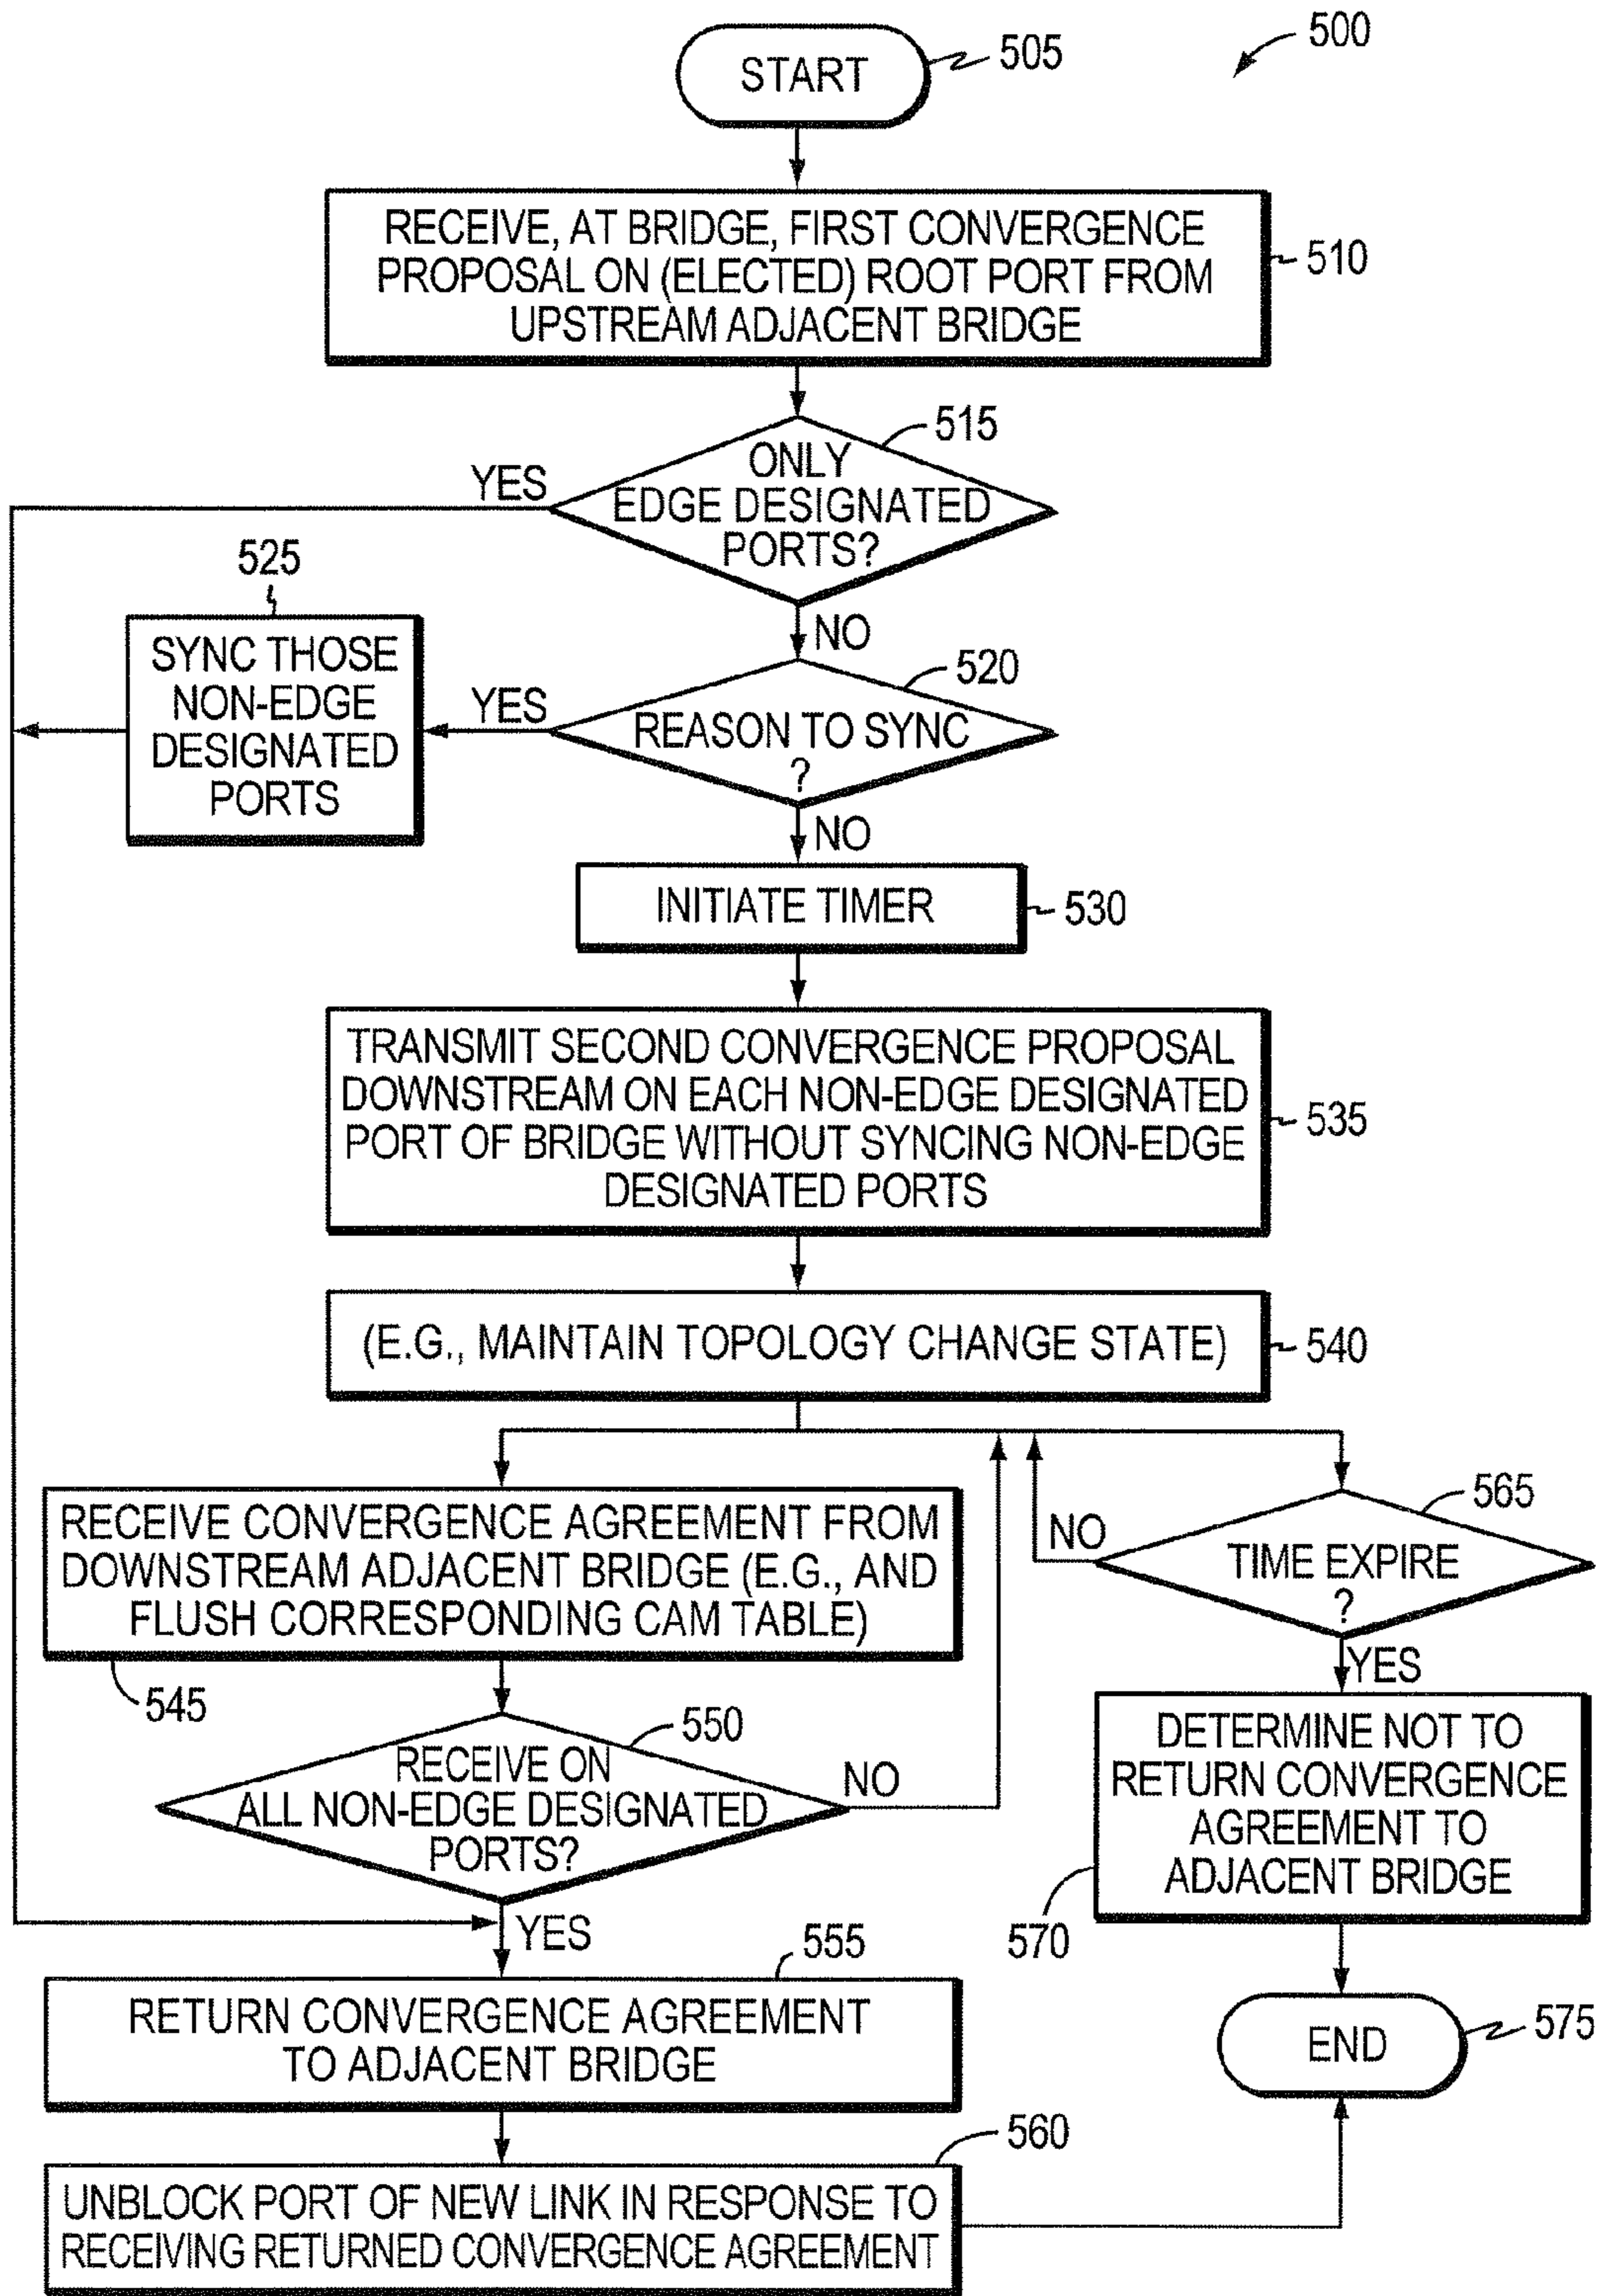 500
START
505
RECEIVE, AT BRIDGE, FIRST CONVERGENCE
PROPOSAL ON (ELECTED) ROOT PORT FROM
UPSTREAM ADJACENT BRIDGE
510
515
ONLY
EDGE DESIGNATED
PORTS?
YES
NO
525
SYNC THOSE
NON-EDGE
DESIGNATED
PORTS
YES
520
REASON TO SYNC
?
NO
INITIATE TIMER
530
TRANSMIT SECOND CONVERGENCE PROPOSAL
DOWNSTREAM ON EACH NON-EDGE DESIGNATED
PORT OF BRIDGE WITHOUT SYNCING NON-EDGE
DESIGNATED PORTS
535
(E.G., MAINTAIN TOPOLOGY CHANGE STATE)
540
RECEIVE CONVERGENCE AGREEMENT FROM
DOWNSTREAM ADJACENT BRIDGE (E.G., AND
FLUSH CORRESPONDING CAM TABLE)
545
550
RECEIVE ON
ALL NON-EDGE DESIGNATED
PORTS?
NO
YES
565
NO
TIME EXPIRE
?
YES
DETERMINE NOT TO
RETURN CONVERGENCE
AGREEMENT TO
ADJACENT BRIDGE
570
555
RETURN CONVERGENCE AGREEMENT
TO ADJACENT BRIDGE
END
575
560
UNBLOCK PORT OF NEW LINK IN RESPONSE TO
RECEIVING RETURNED CONVERGENCE AGREEMENT